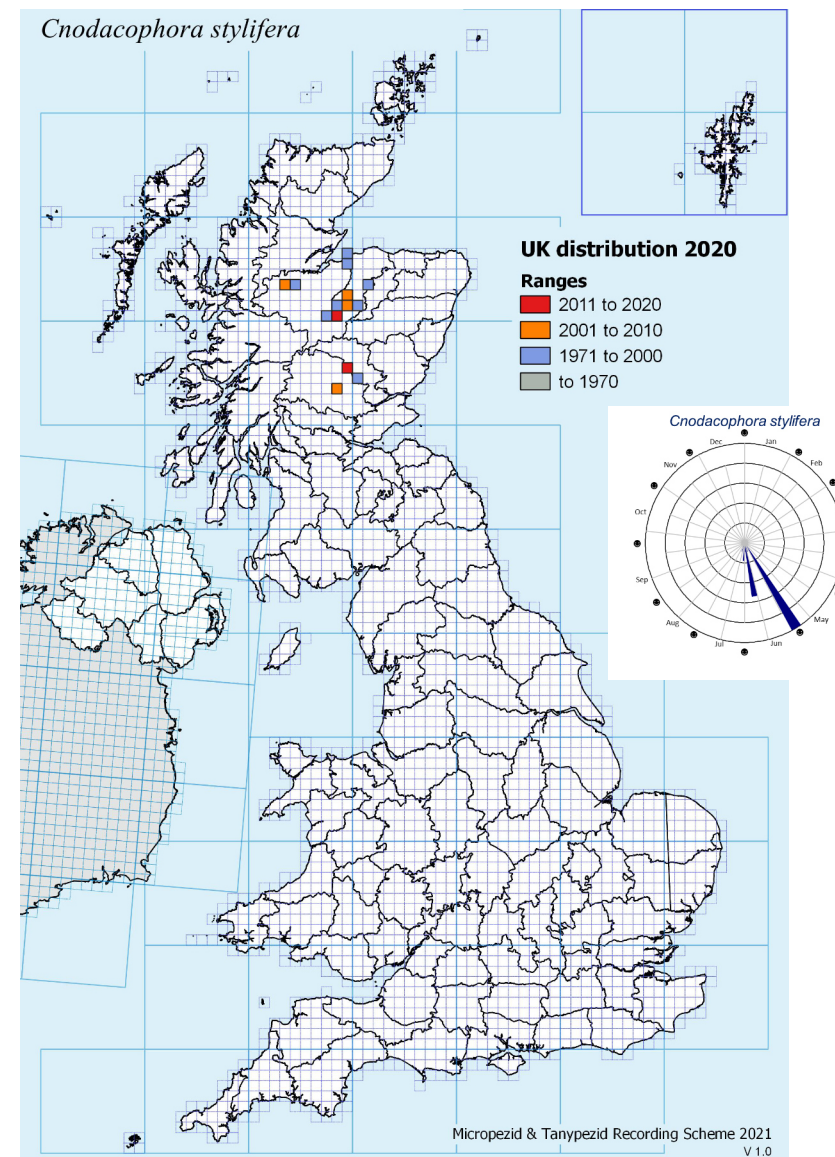 Cnodacophora stylifera
UK distribution 2020
Ranges
2011 to 2020
2001 to 2010
1971 to 2000
to 1970
Cnodacophora stylifera
Dec
Jan
Nov
Feb
Oct
Sep
May
Aug
Jul
Jun
Micropezid & Tanypezid Recording Scheme 2021
V 1.0